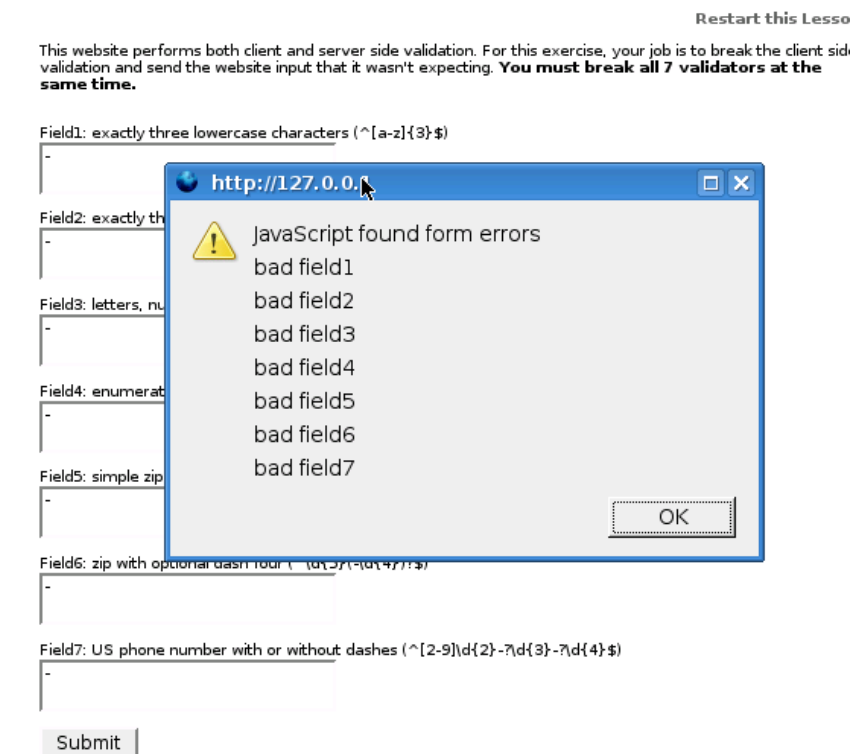 Restart this Lesso
This website performs both client and server side validation. For this exercise, your job is to break the client side
validation and send the website input that it wasn't expecting. You must break all 7 validators at the
same time.
Field1: exactly three lowercase characters (^[a-z]{3}$)
-
http://127.0.0.
JavaScript found form errors
bad field1
bad field2
bad field3
bad field4
bad field5
bad field6
bad field7
OK
Field2: exactly th
-
Field3: letters, nu
-
Field4: enumerat
-
Field5: simple zip
-
Field6: zip with optional dash four (^\d{5}(-\d{4})?$)
-
Field7: US phone number with or without dashes (^[2-9]\d{2}-?\d{3}-?\d{4}$)
-
Submit